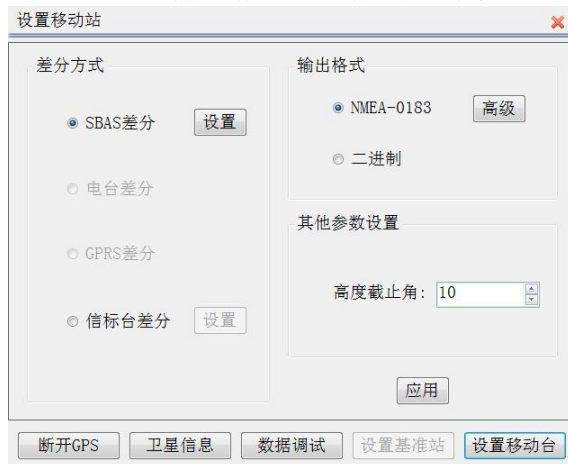 设置移动站
差分方式
SBAS差分 设置
电台差分
GPRS差分
信标台差分 设置
输出格式
NMEA-0183 高级
二进制
其他参数设置
高度截止角: 10
应用
断开GPS 卫星信息 数据调试 设置基准站 设置移动台